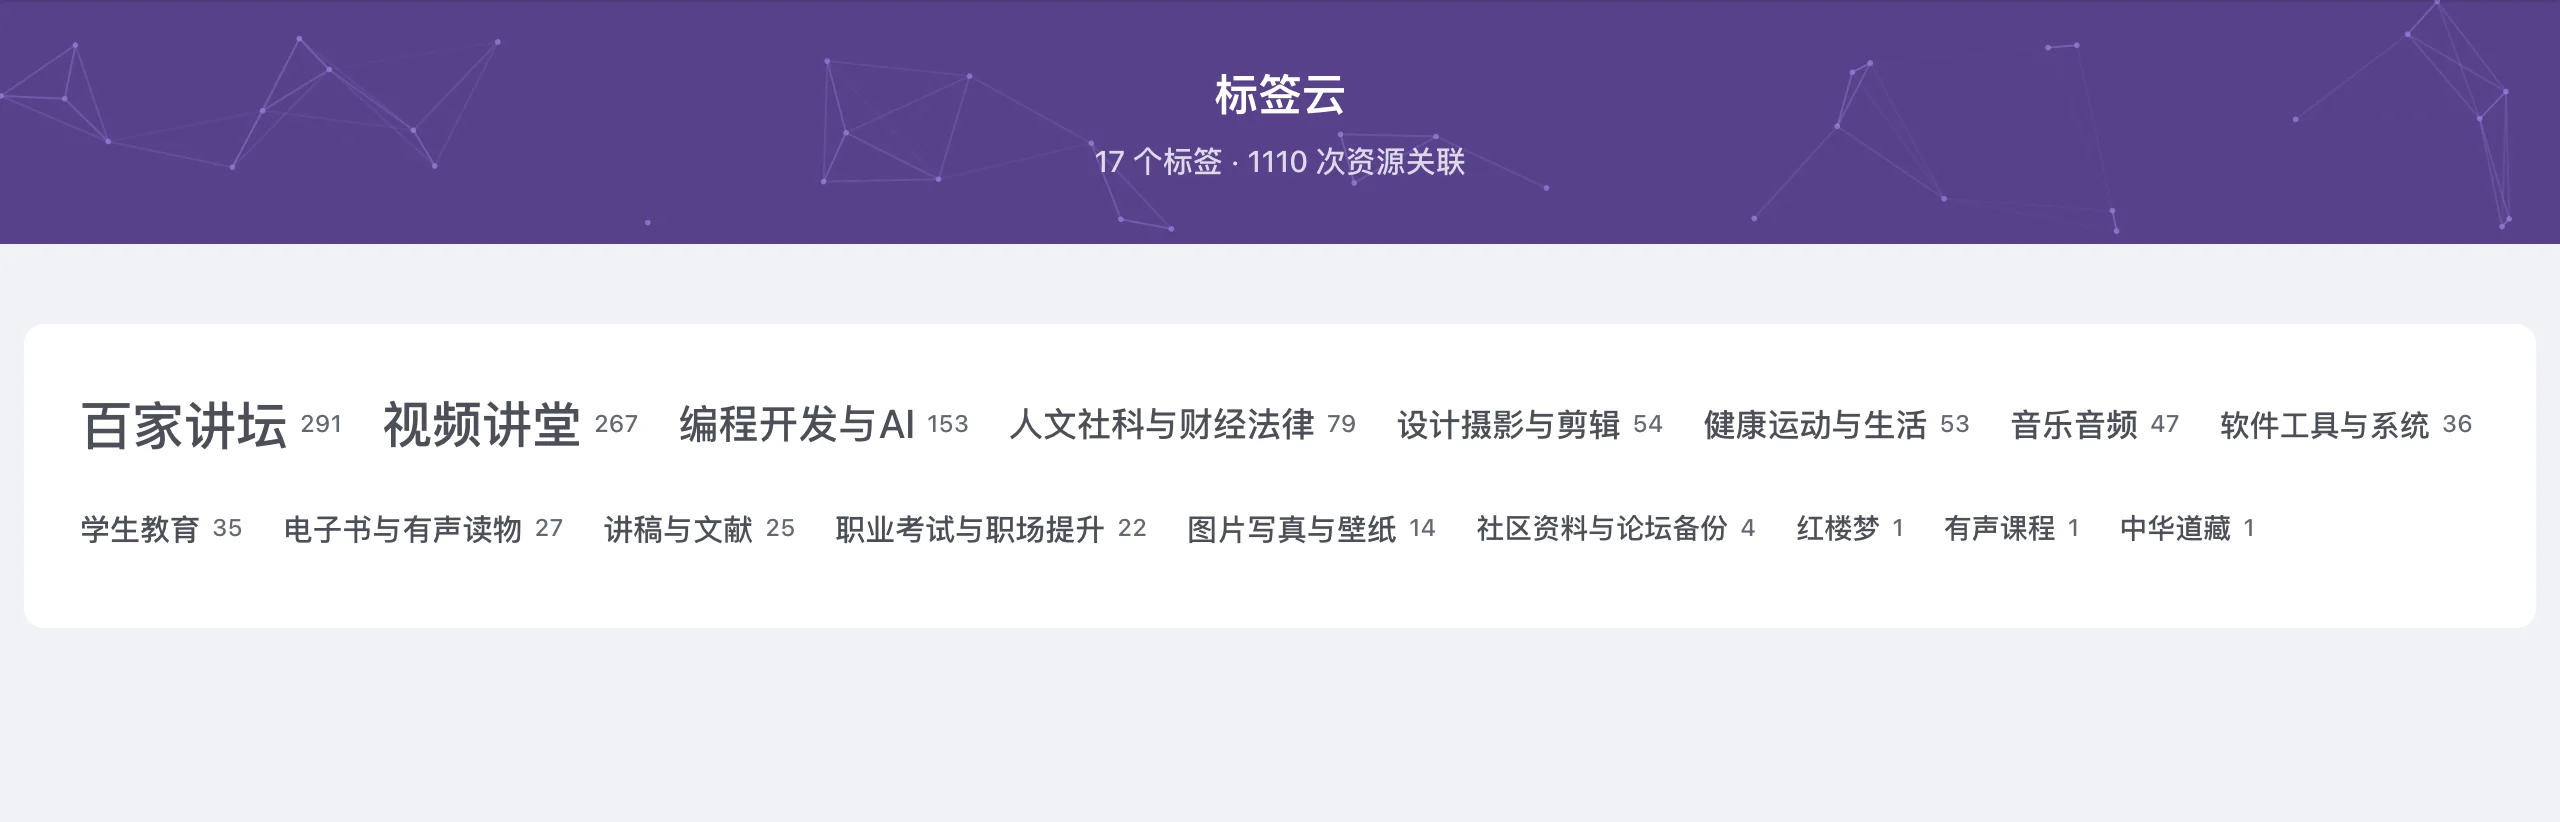 标签云
17 个标签 · 1110 次资源关联
百家讲坛 291 视频讲堂 267 编程开发与AI 153 人文社科与财经法律 79 设计摄影与剪辑 54 健康运动与生活 53 音乐音频 47 软件工具与系统 36
学生教育 35 电子书与有声读物 27 讲稿与文献 25 职业考试与职场提升 22 图片写真与壁纸 14 社区资料与论坛备份 4 红楼梦 1 有声课程 1 中华道藏 1